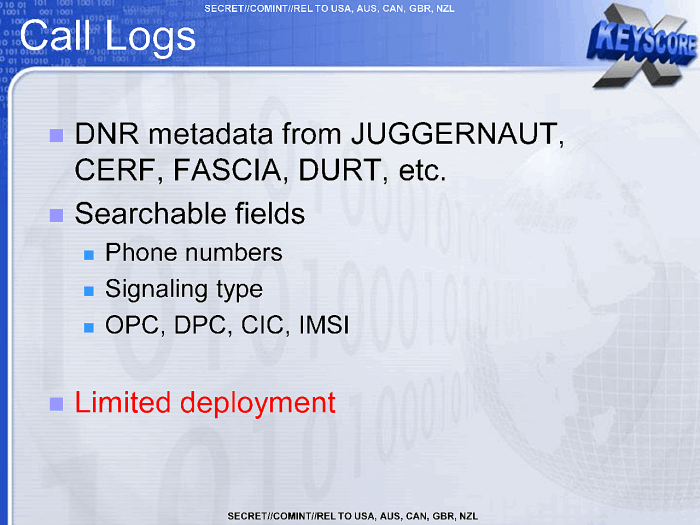 SECRET//COMINT//REL TO USA, AUS, CAN, GBR, NZL
Call Logs
X
KEYSCORE
DNR metadata from JUGGERNAUT,
CERF, FASCIA, DURT, etc.
Searchable fields
Phone numbers
Signaling type
OPC, DPC, CIC, IMSI
Limited deployment
SECRET//COMINT//REL TO USA, AUS, CAN, GBR, NZL